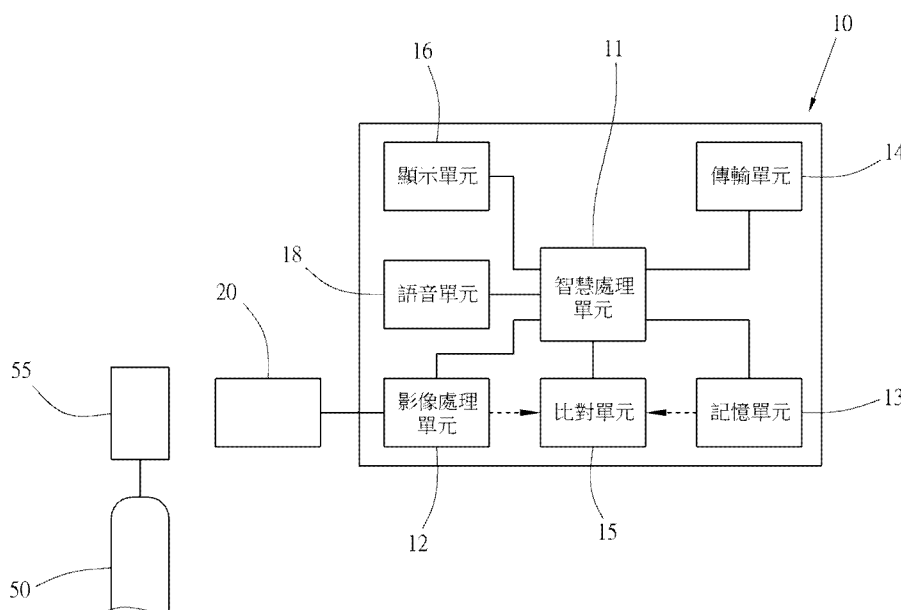 10
16
11
顯示單元
傳輸單元
14
18
語音單元
智慧處理
單元
20
55
影像處理
單元
比對單元
記憶單元
13
12
15
50